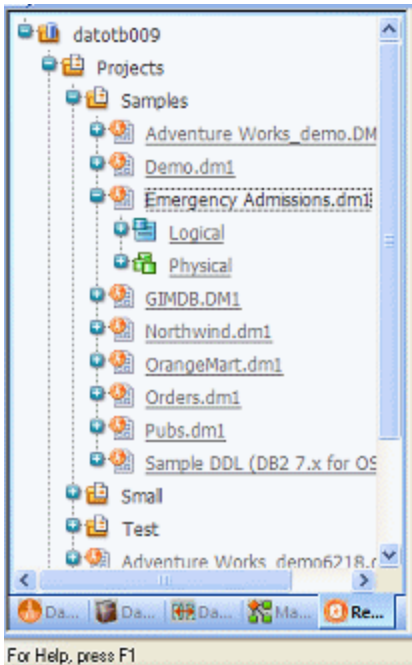 datotb009
Projects
Samples
Adventure Works_demo.DM
Demo.dm1
Emergency Admissions.dm1
Logical
Physical
GIMDB.DM1
Northwind.dm1
OrangeMart.dm1
Orders.dm1
Pubs.dm1
Sample DDL (DB2 7.x for OS
Small
Test
Adventure Works_demo6218.
Da... Da... Da... Ma... Re...
For Help, press F1